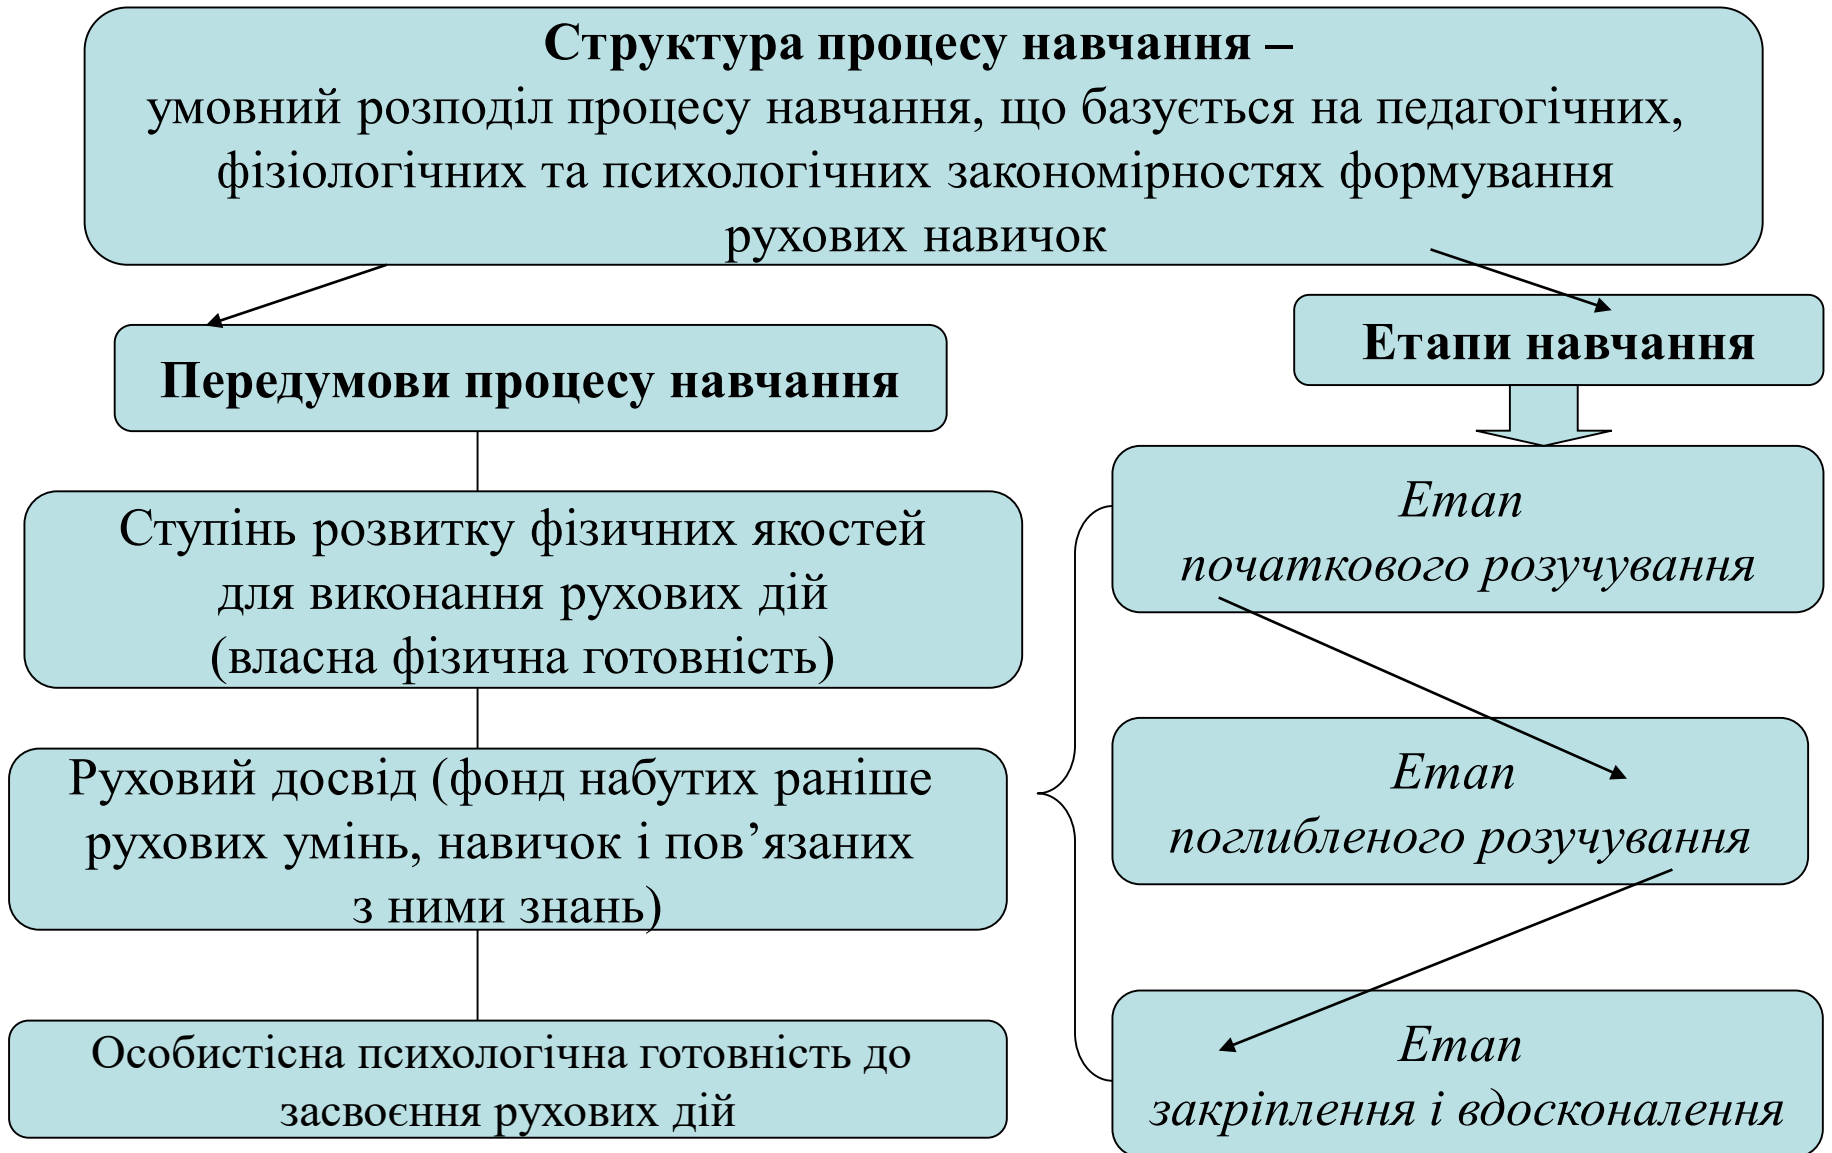 Структура процесу навчання –
умовний розподіл процесу навчання, що базується на педагогічних,
фізіологічних та психологічних закономірностях формування
рухових навичок
Передумови процесу навчання
Ступінь розвитку фізичних якостей
для виконання рухових дій
(власна фізична готовність)
Руховий досвід (фонд набутих раніше
рухових умінь, навичок і пов’язаних
з ними знань)
Особистісна психологічна готовність до
засвоєння рухових дій
Етапи навчання
Етап
початкового розучування
Етап
поглибленого розучування
Етап
закріплення і вдосконалення